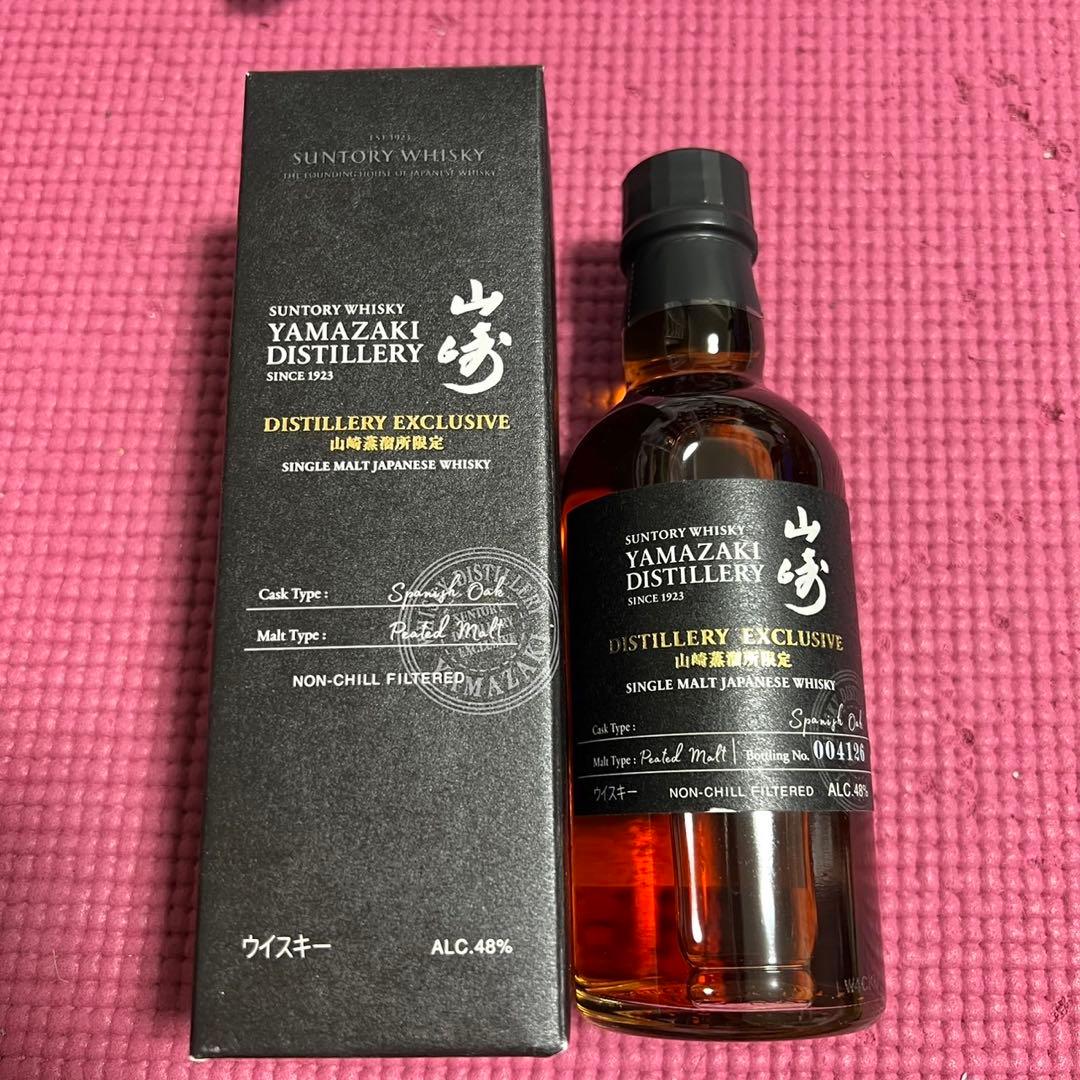 EST. 1923
SUNTORY WHISKY
THE FOUNDING HOUSE OF JAPANESE WHISKY
SUNTORY WHISKY
YAMAZAKI
DISTILLERY
SINCE 1923
山崎
DISTILLERY EXCLUSIVE
山崎蒸溜所限定
SINGLE MALT JAPANESE WHISKY
Cask Type : Spanish Oak
Malt Type : Peated Malt
NON-CHILL FILTERED
YAMAZAKI
DISTILLERY
SUNTORY
EXCLUSIVE
ウイスキー ALC.48%
SUNTORY WHISKY
YAMAZAKI
DISTILLERY
SINCE 1923
山崎
DISTILLERY EXCLUSIVE
山崎蒸溜所限定
SINGLE MALT JAPANESE WHISKY
Cask Type : Spanish Oak
Malt Type : Peated Malt | Bottling No. 004126
ウイスキー NON-CHILL FILTERED ALC.48%